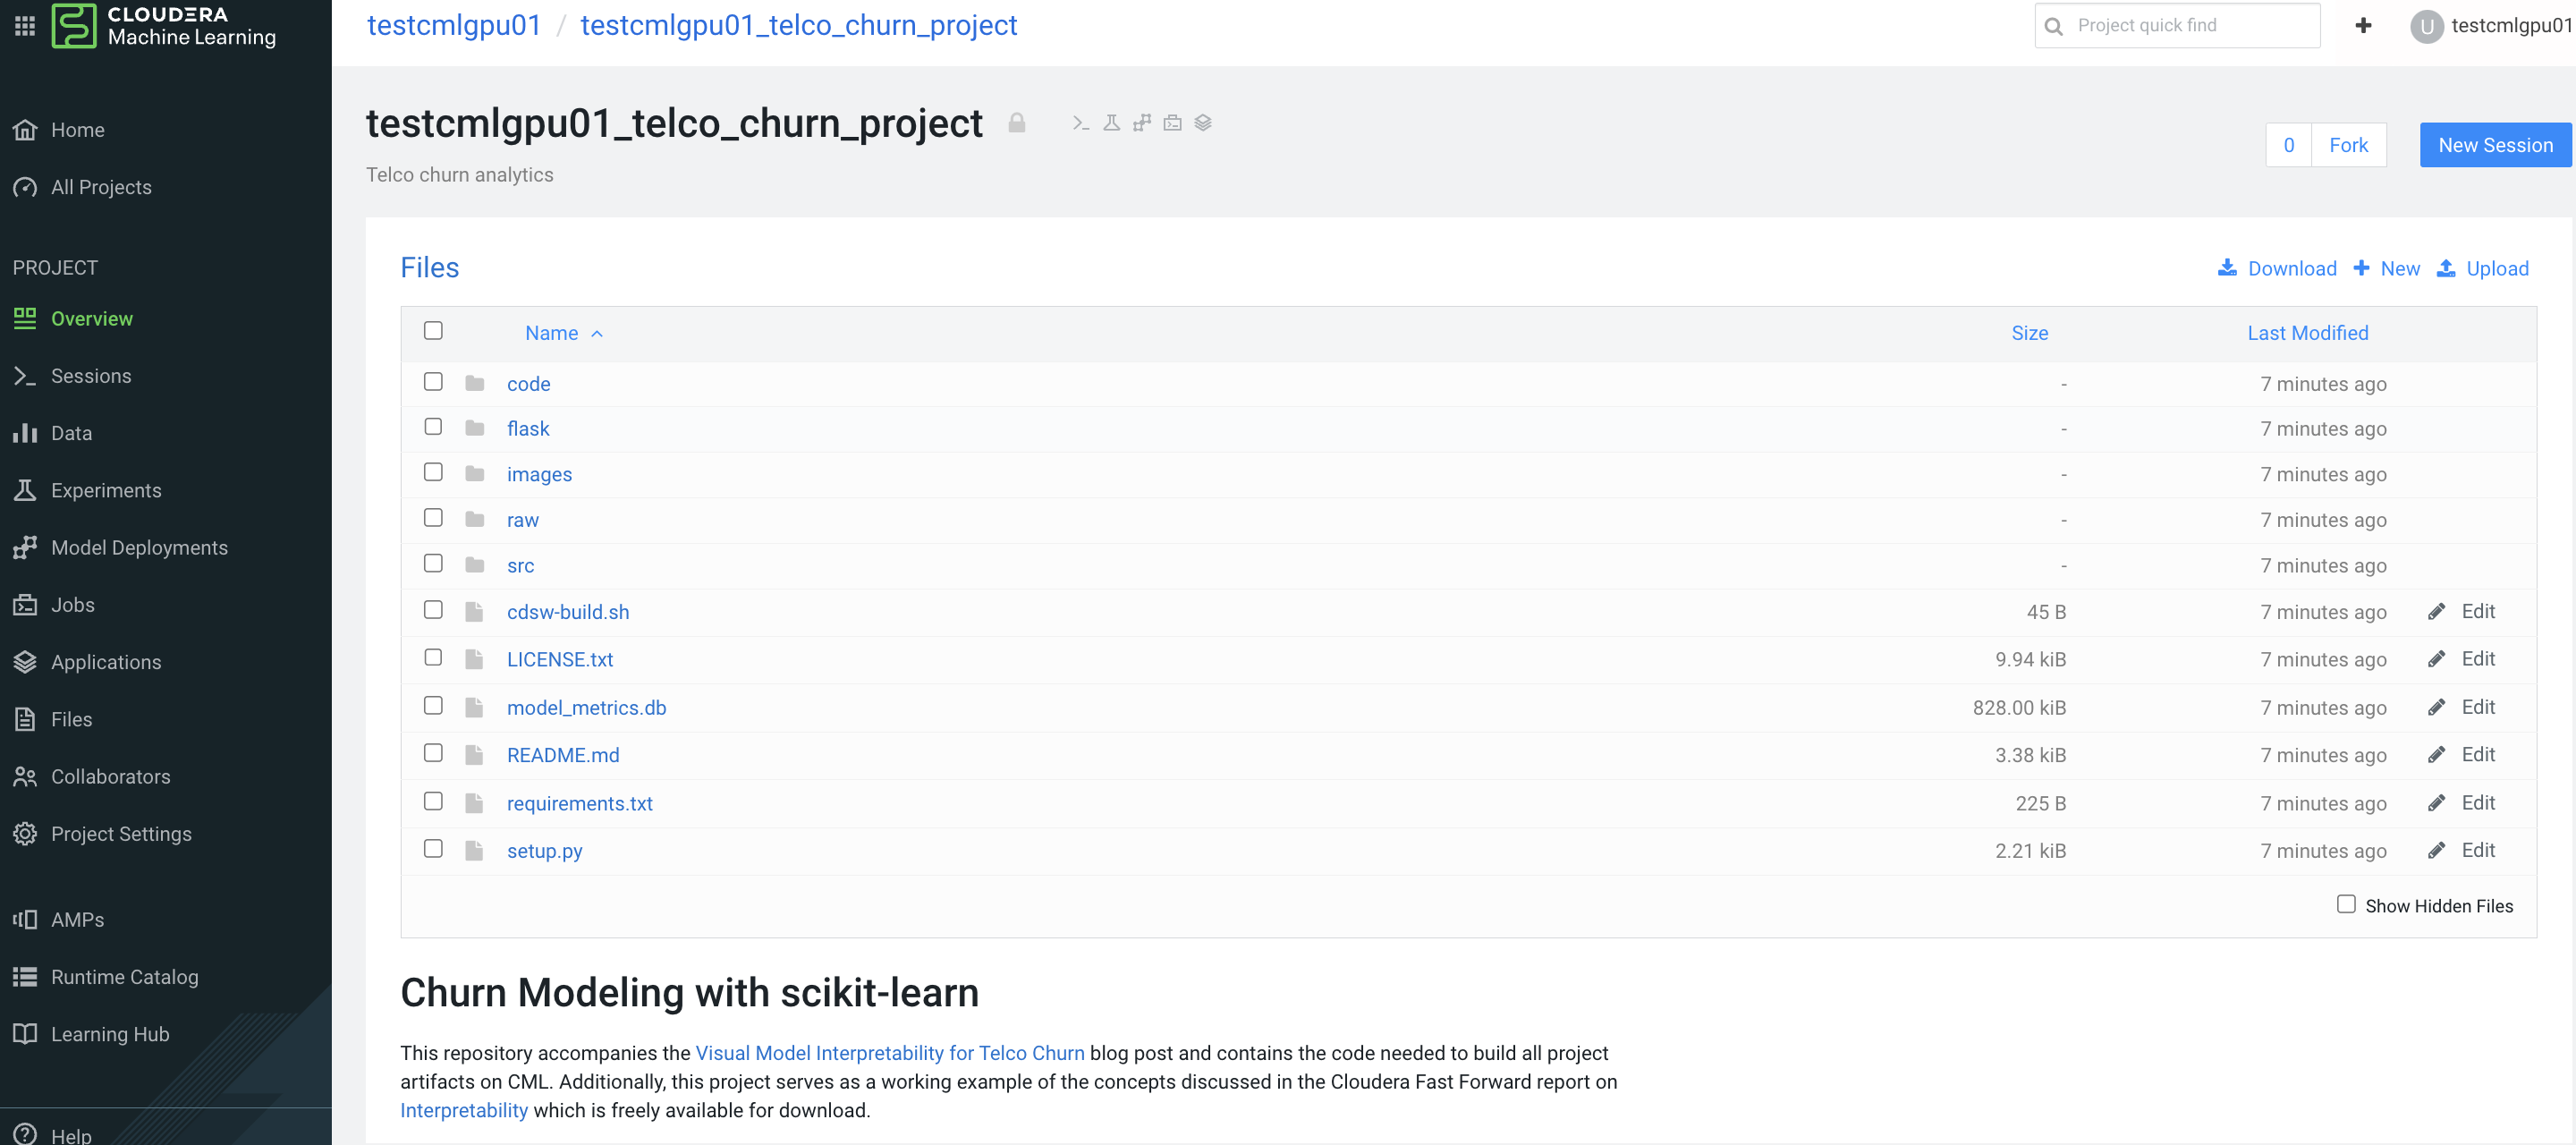 CLOUDERA
Machine Learning
testcmlgpu01 / testcmlgpu01_telco_churn_project
Project quick find
U testcmlgpu01
Home
All Projects
PROJECT
Overview
Sessions
Data
Experiments
Model Deployments
Jobs
Applications
Files
Collaborators
Project Settings
AMPs
Runtime Catalog
Learning Hub
Help
testcmlgpu01_telco_churn_project
Telco churn analytics
0 Fork New Session
Files
Download New Upload
Name Size Last Modified
code - 7 minutes ago
flask - 7 minutes ago
images - 7 minutes ago
raw - 7 minutes ago
src - 7 minutes ago
cdsw-build.sh 45 B 7 minutes ago Edit
LICENSE.txt 9.94 kiB 7 minutes ago Edit
model_metrics.db 828.00 kiB 7 minutes ago Edit
README.md 3.38 kiB 7 minutes ago Edit
requirements.txt 225 B 7 minutes ago Edit
setup.py 2.21 kiB 7 minutes ago Edit
Show Hidden Files
Churn Modeling with scikit-learn
This repository accompanies the Visual Model Interpretability for Telco Churn blog post and contains the code needed to build all project
artifacts on CML. Additionally, this project serves as a working example of the concepts discussed in the Cloudera Fast Forward report on
Interpretability which is freely available for download.